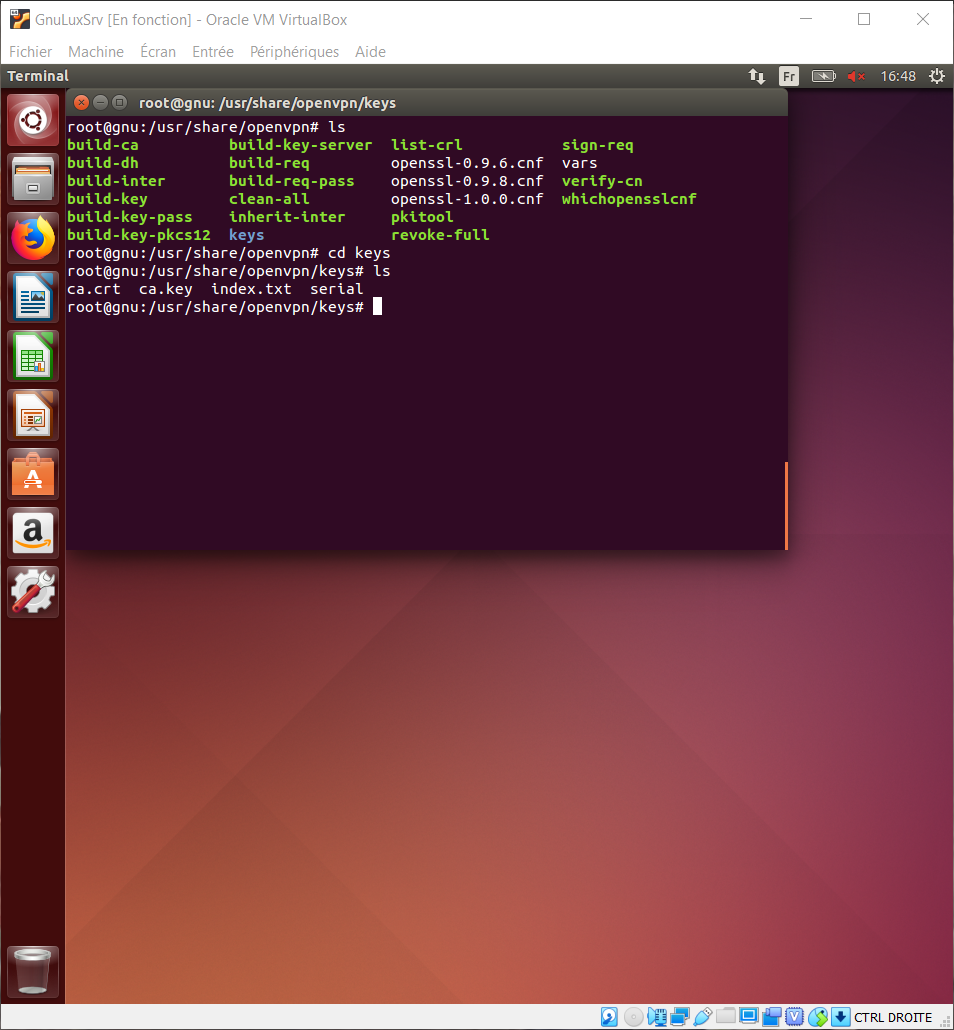 GnuLuxSrv [En fonction] - Oracle VM VirtualBox
Fichier Machine Écran Entrée Périphériques Aide
Terminal Fr 16:48
root@gnu: /usr/share/openvpn/keys
root@gnu:/usr/share/openvpn# ls
build-ca build-key-server list-crl sign-req
build-dh build-req openssl-0.9.6.cnf vars
build-inter build-req-pass openssl-0.9.8.cnf verify-cn
build-key clean-all openssl-1.0.0.cnf whichopensslcnf
build-key-pass inherit-inter pkitool
build-key-pkcs12 keys revoke-full
root@gnu:/usr/share/openvpn# cd keys
root@gnu:/usr/share/openvpn/keys# ls
ca.crt ca.key index.txt serial
root@gnu:/usr/share/openvpn/keys#
CTRL DROITE